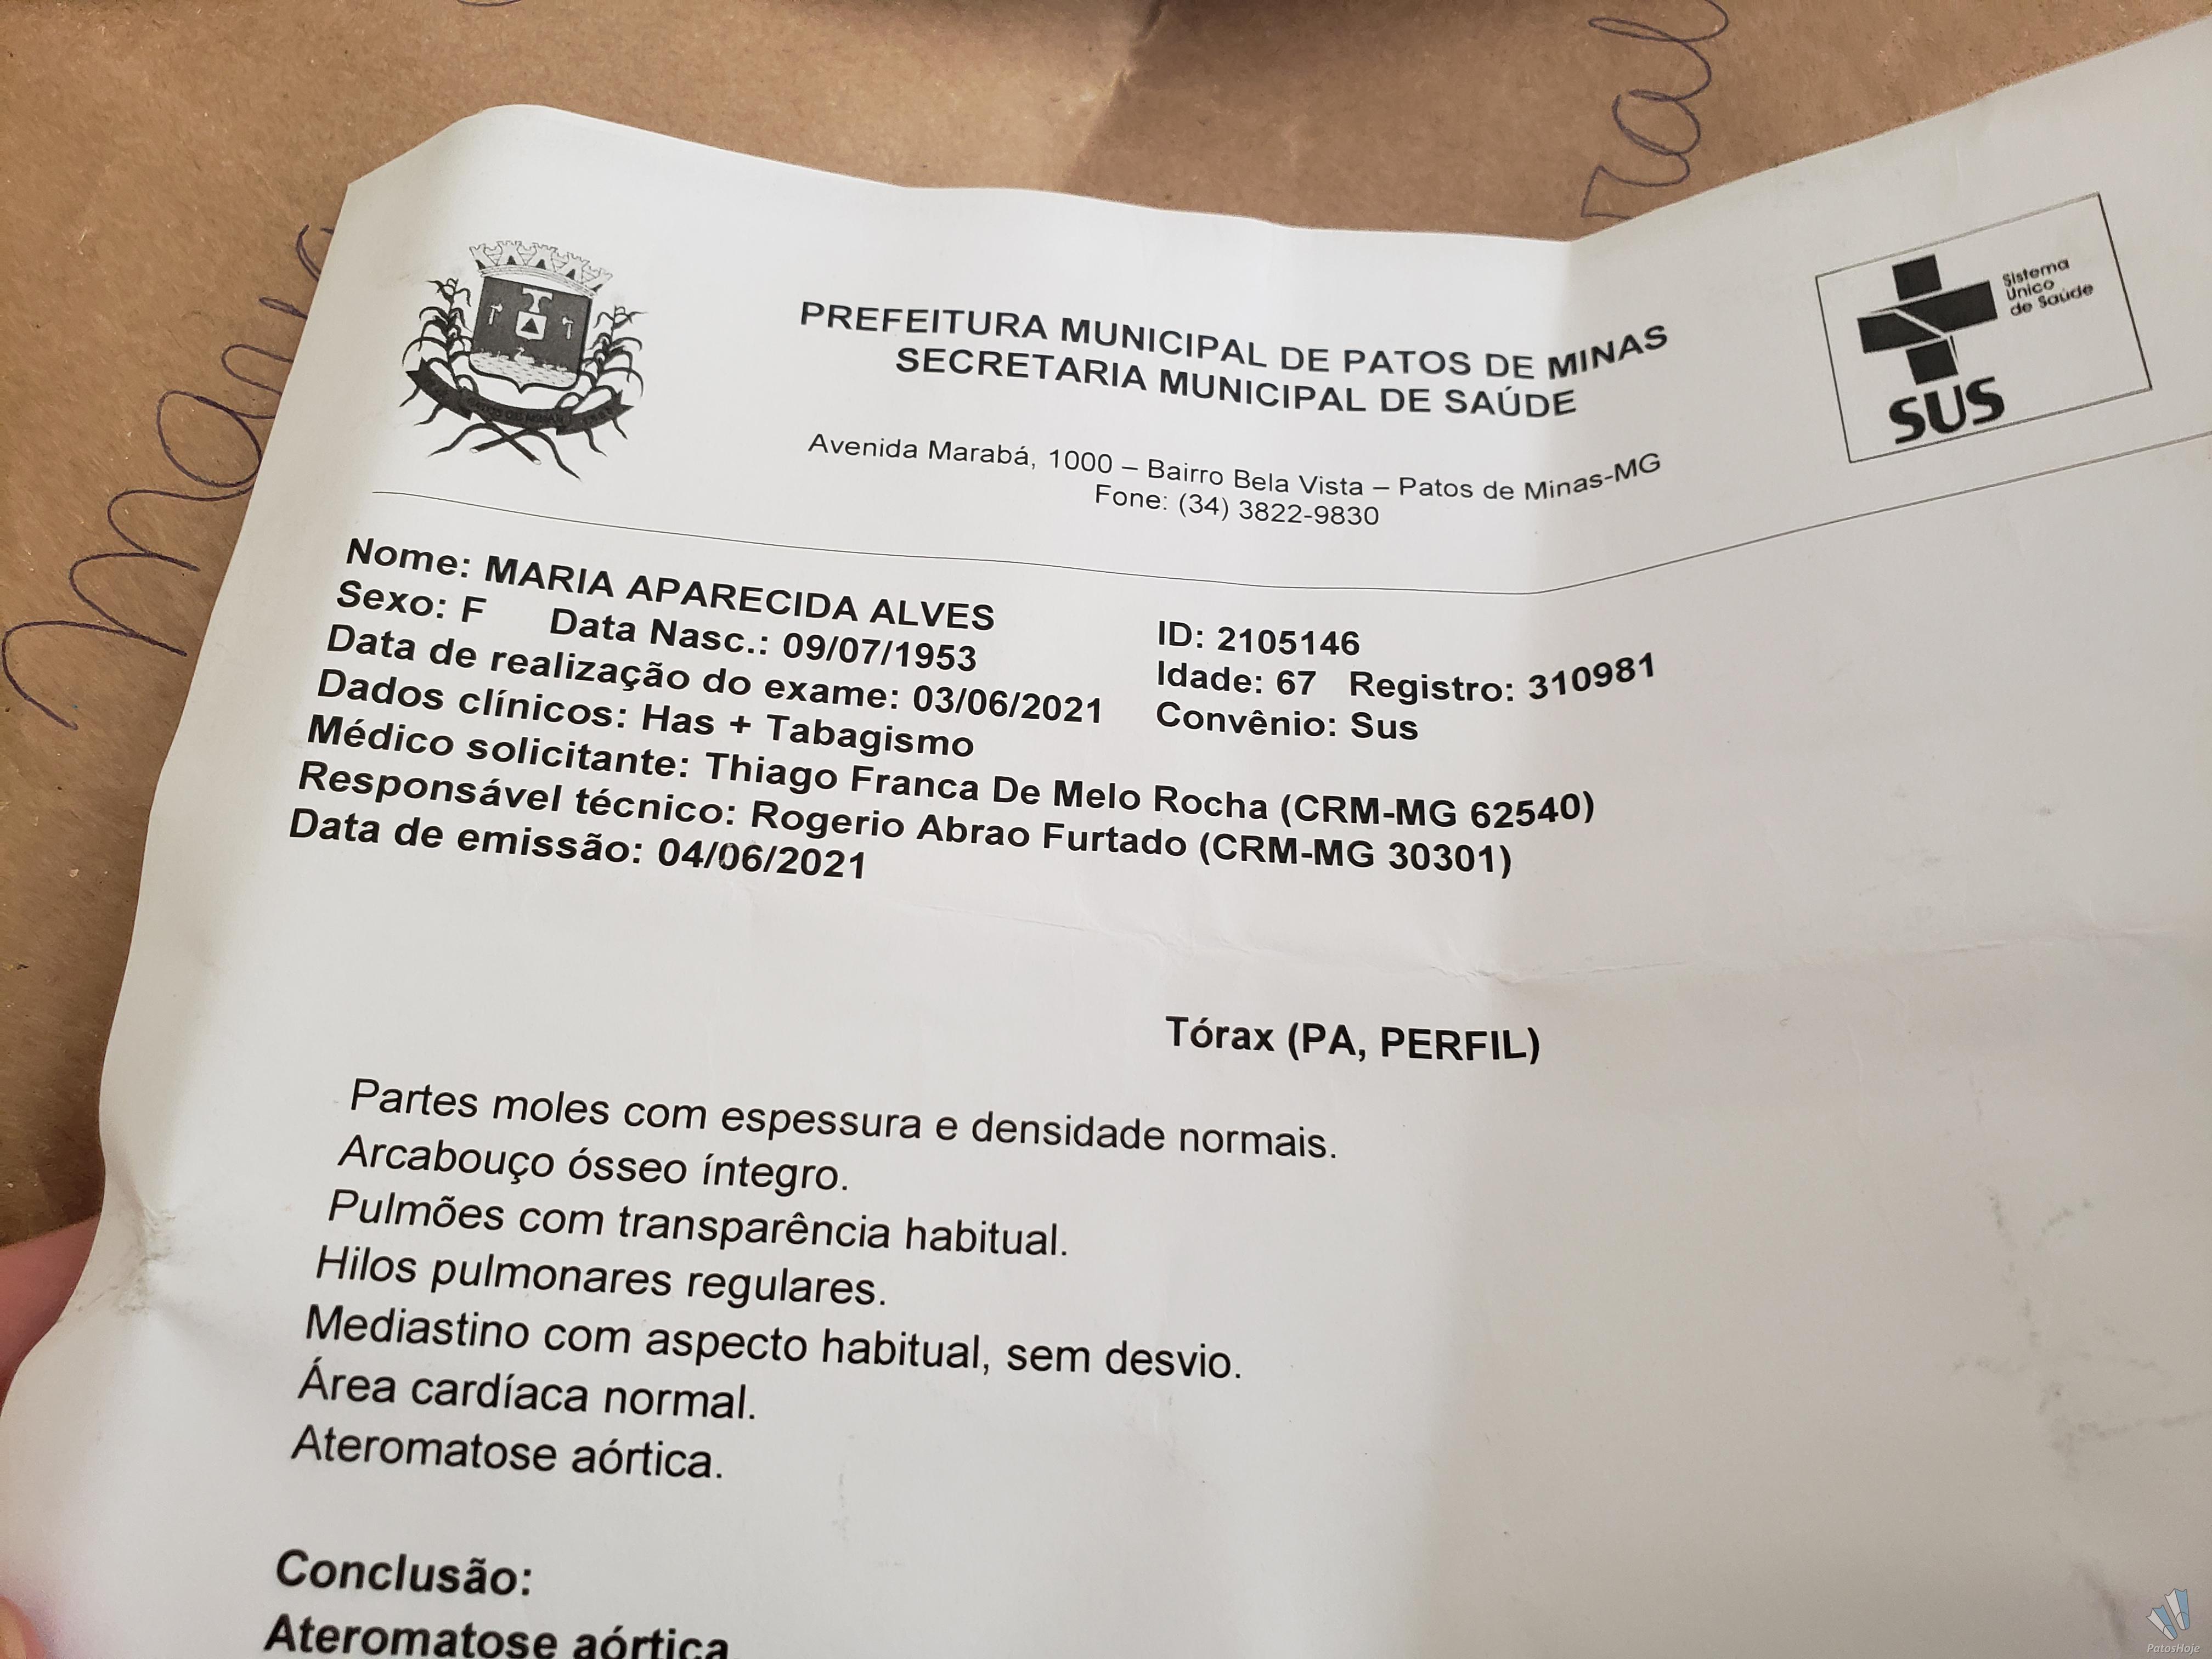 ral
PREFEITURA MUNICIPAL DE PATOS DE MINAS
SECRETARIA MUNICIPAL DE SAÚDE
Avenida Marabá, 1000 – Bairro Bela Vista – Patos de Minas-MG
Fone: (34) 3822-9830
Sistema
Único
de Saúde
SUS
Nome: MARIA APARECIDA ALVES
ID: 2105146
Sexo: F Data Nasc.: 09/07/1953
Idade: 67 Registro: 310981
Data de realização do exame: 03/06/2021
Convênio: Sus
Dados clínicos: Has + Tabagismo
Médico solicitante: Thiago Franca De Melo Rocha (CRM-MG 62540)
Responsável técnico: Rogerio Abrao Furtado (CRM-MG 30301)
Data de emissão: 04/06/2021
Tórax (PA, PERFIL)
Partes moles com espessura e densidade normais.
Arcabouço ósseo íntegro.
Pulmões com transparência habitual.
Hilos pulmonares regulares.
Mediastino com aspecto habitual, sem desvio.
Área cardíaca normal.
Ateromatose aórtica.
Conclusão:
Ateromatose aórtica
PatosHoje